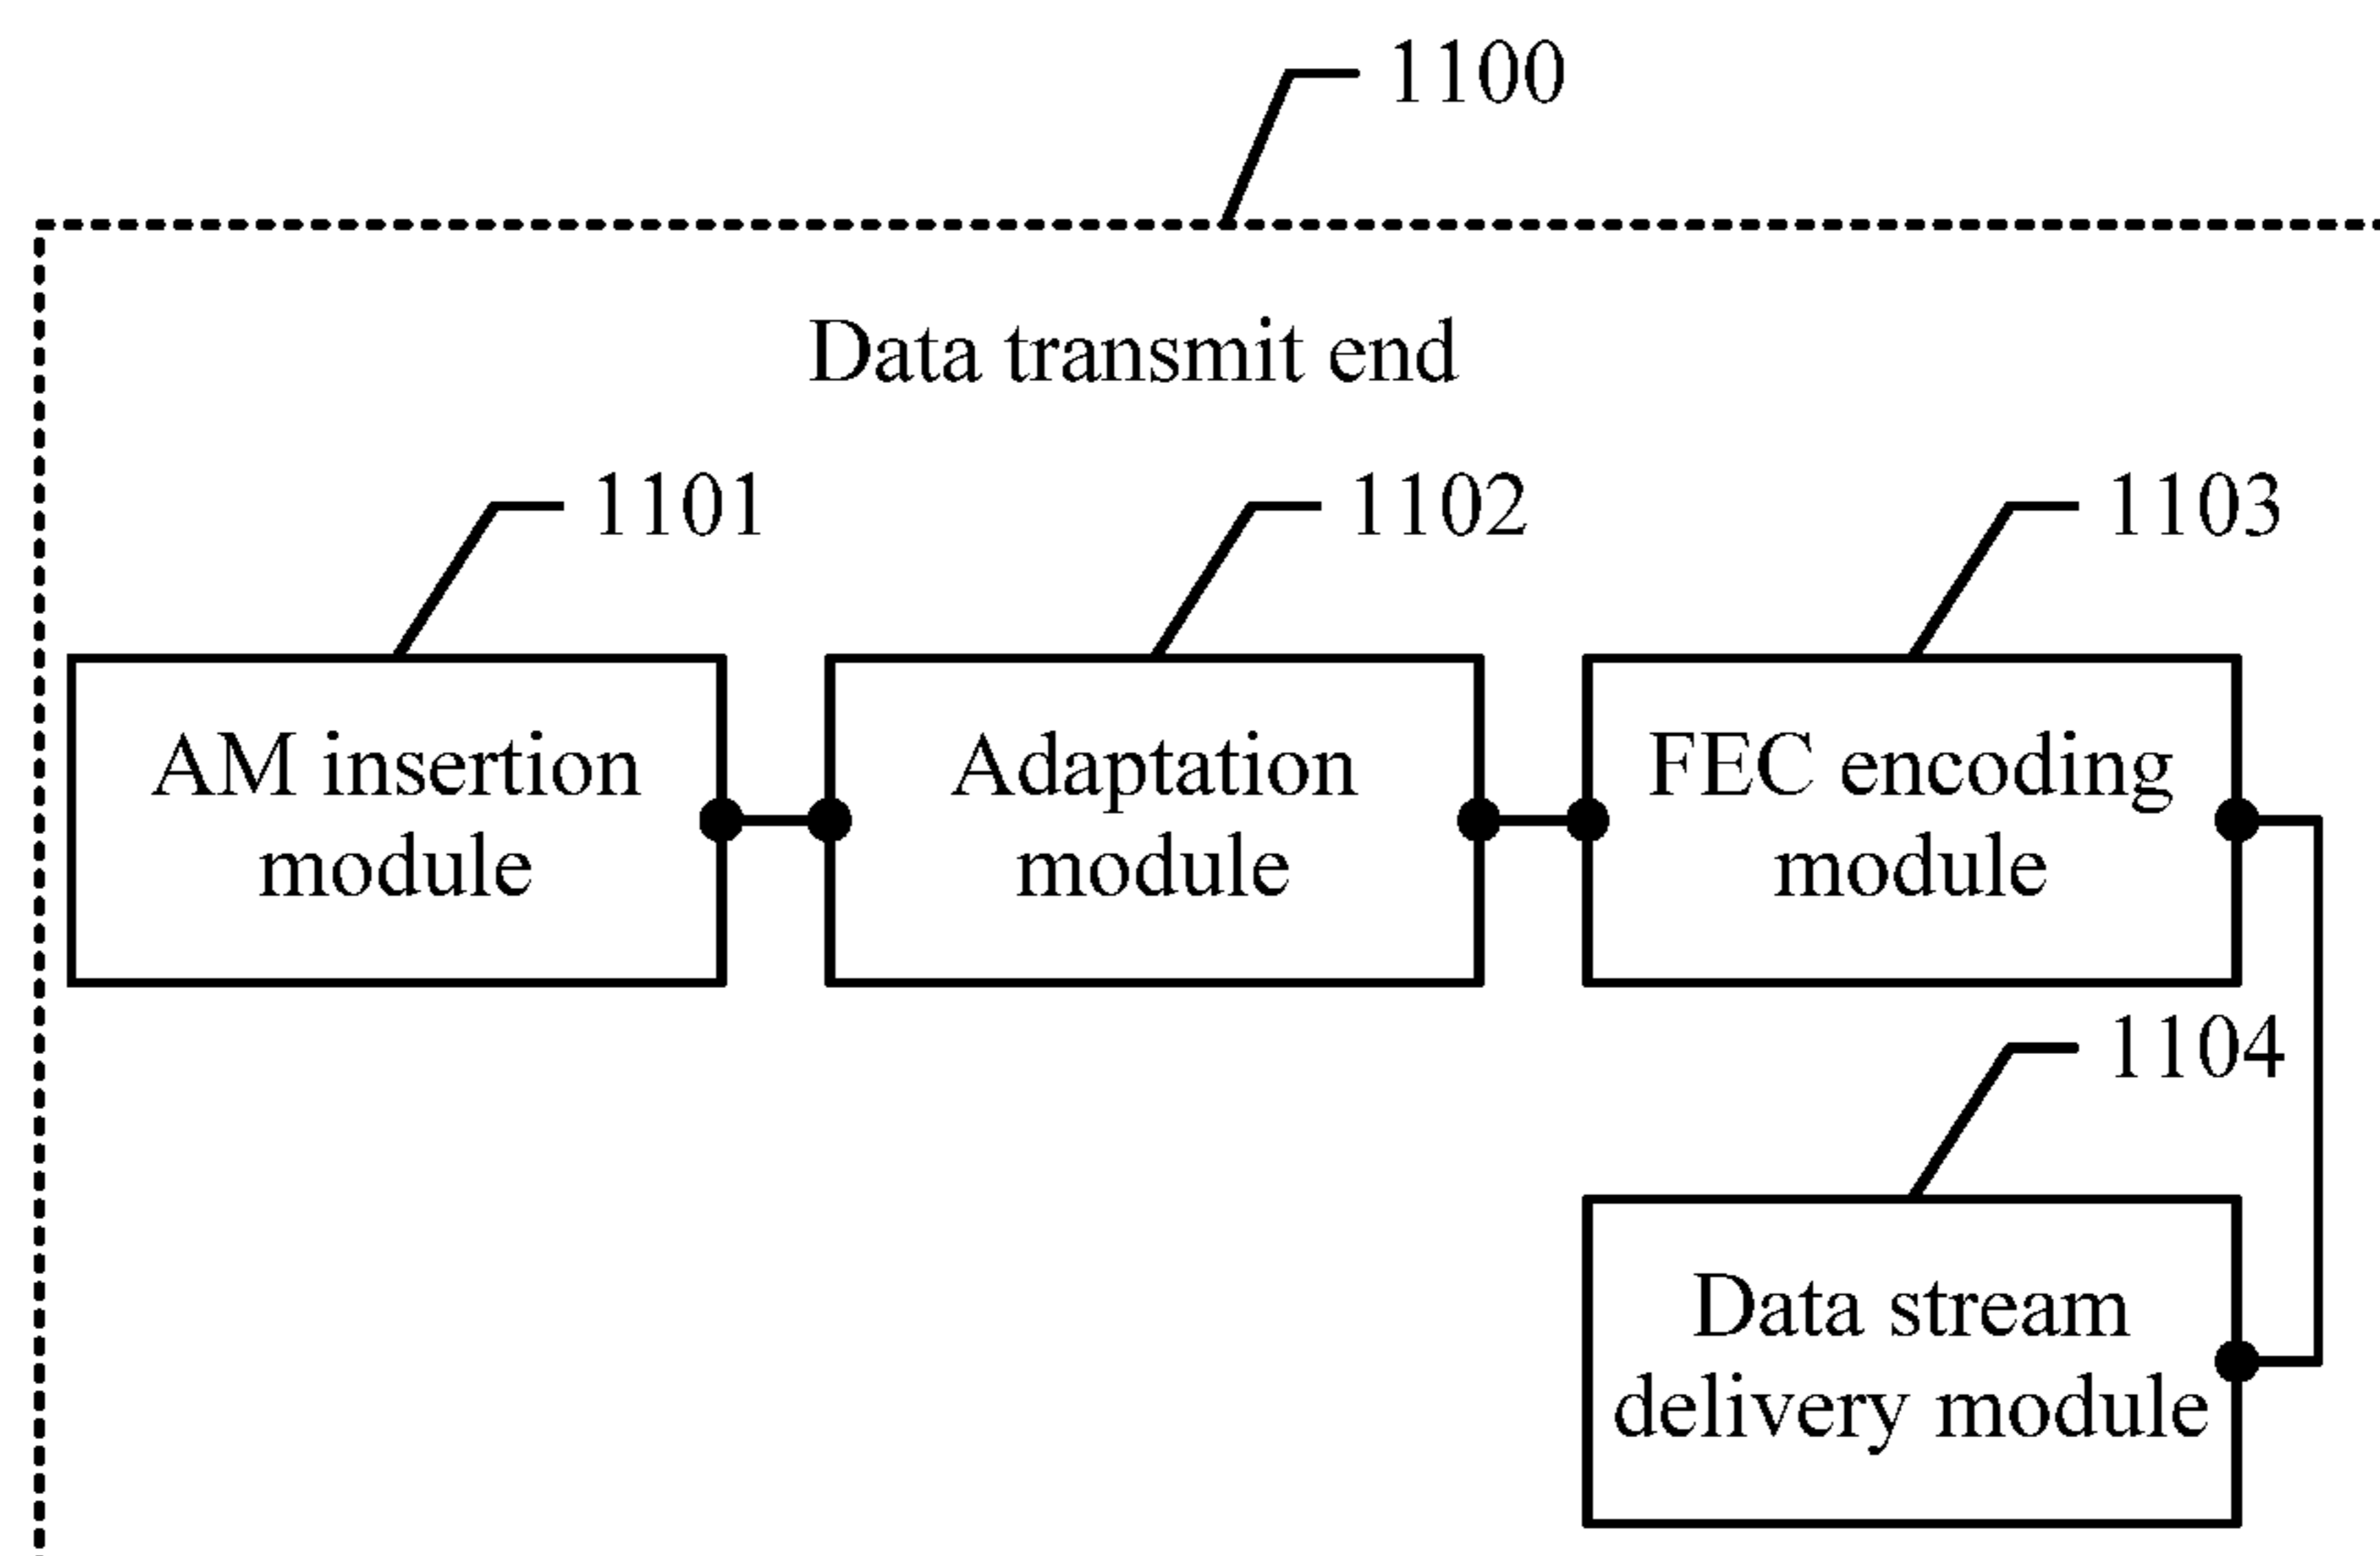 1100
Data transmit end
1101
1102
1103
AM insertion
module
Adaptation
module
FEC encoding
module
1104
Data stream
delivery module